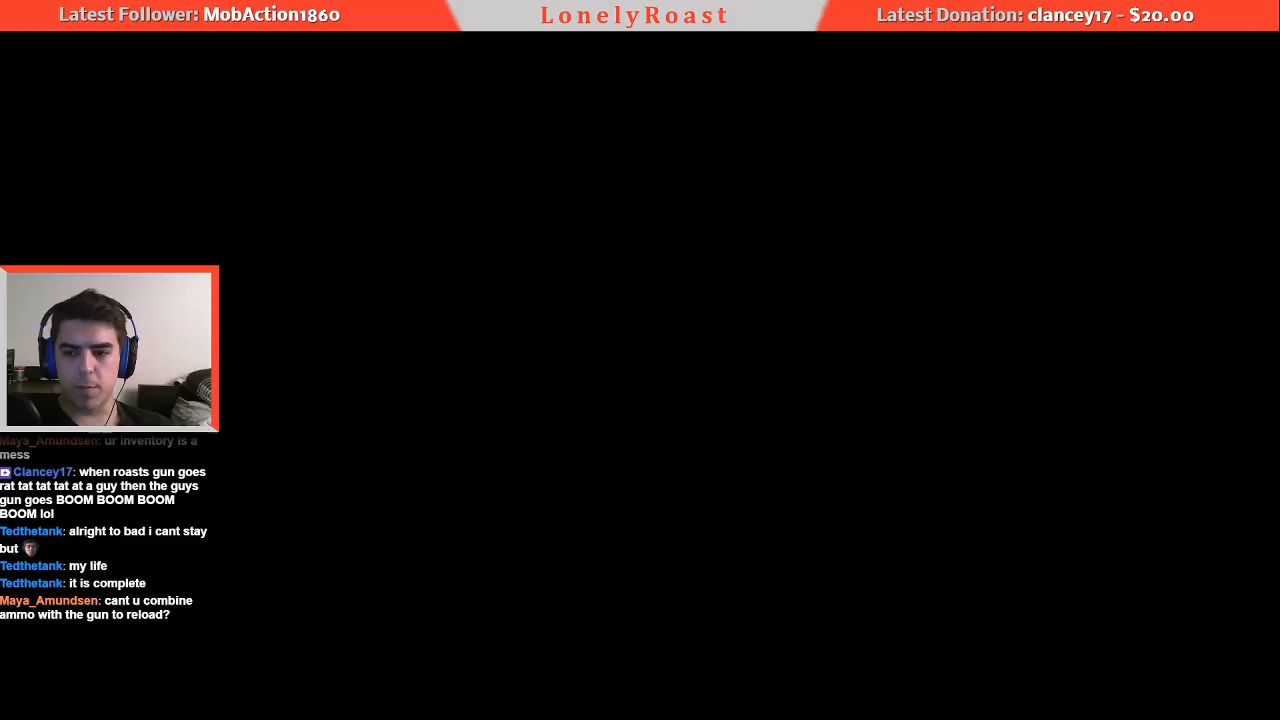 Latest Follower: MobAction1860
LonelyRoast
Latest Donation: clancey17 - $20.00
Maya_Amundsen: ur inventory is a
mess
Clancey17: when roasts gun goes
rat tat tat tat at a guy then the guys
gun goes BOOM BOOM BOOM
BOOM lol
Tedthetank: alright to bad i cant stay
but
Tedthetank: my life
Tedthetank: it is complete
Maya_Amundsen: cant u combine
ammo with the gun to reload?